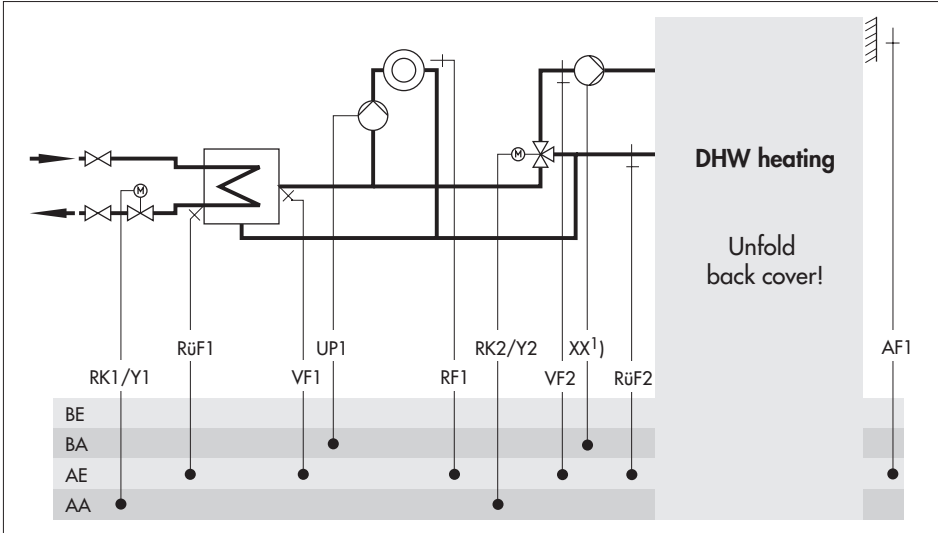 M
M
DHW heating
Unfold
back cover!
RüF1
UP1
RK2/Y2
XX1)
AF1
RK1/Y1
VF1
RF1
VF2
RüF2
BE
BA
AE
AA